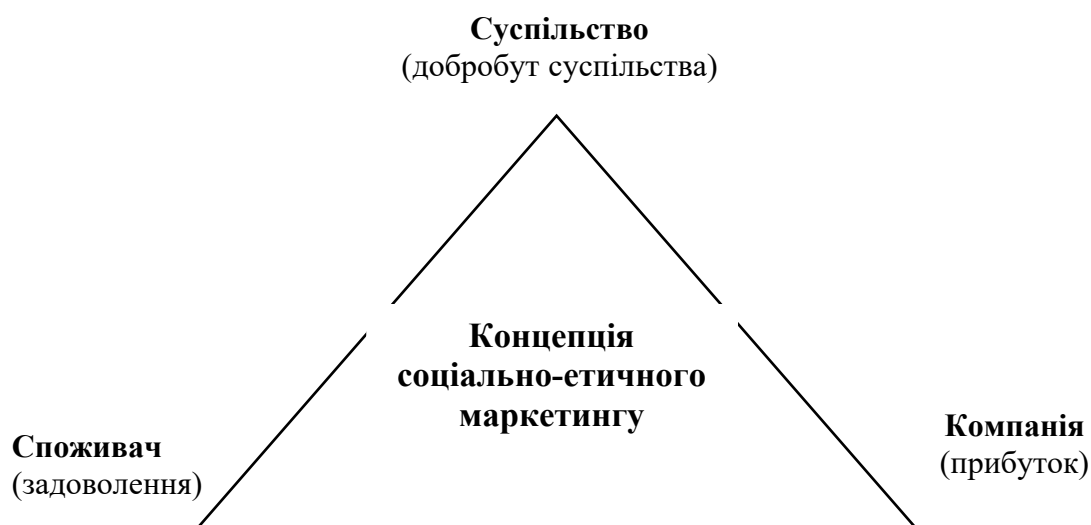 Суспільство
(добробут суспільства)
Концепція
соціально-етичного
маркетингу
Споживач
(задоволення)
Компанія
(прибуток)